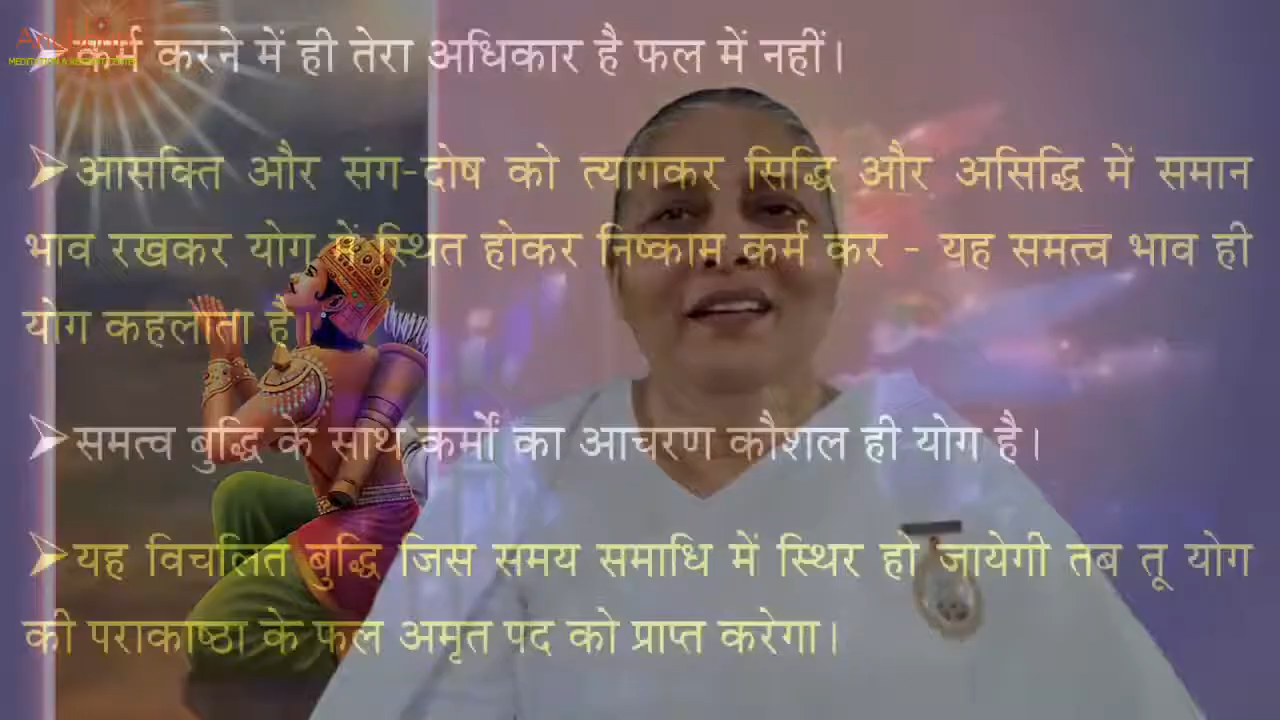 कर्म करने में ही तेरा अधिकार है फल में नहीं।
आसक्ति और संग-दोष को त्यागकर सिद्धि और असिद्धि में समान
भाव रखकर योग में स्थित होकर निष्काम कर्म कर - यह समत्व भाव ही
योग कहलाता है।
समत्व बुद्धि के साथ कर्मों का आचरण कौशल ही योग है।
यह विचलित बुद्धि जिस समय समाधि में स्थिर हो जायेगी तब तू योग
की पराकाष्ठा के फल अमृत पद को प्राप्त करेगा।